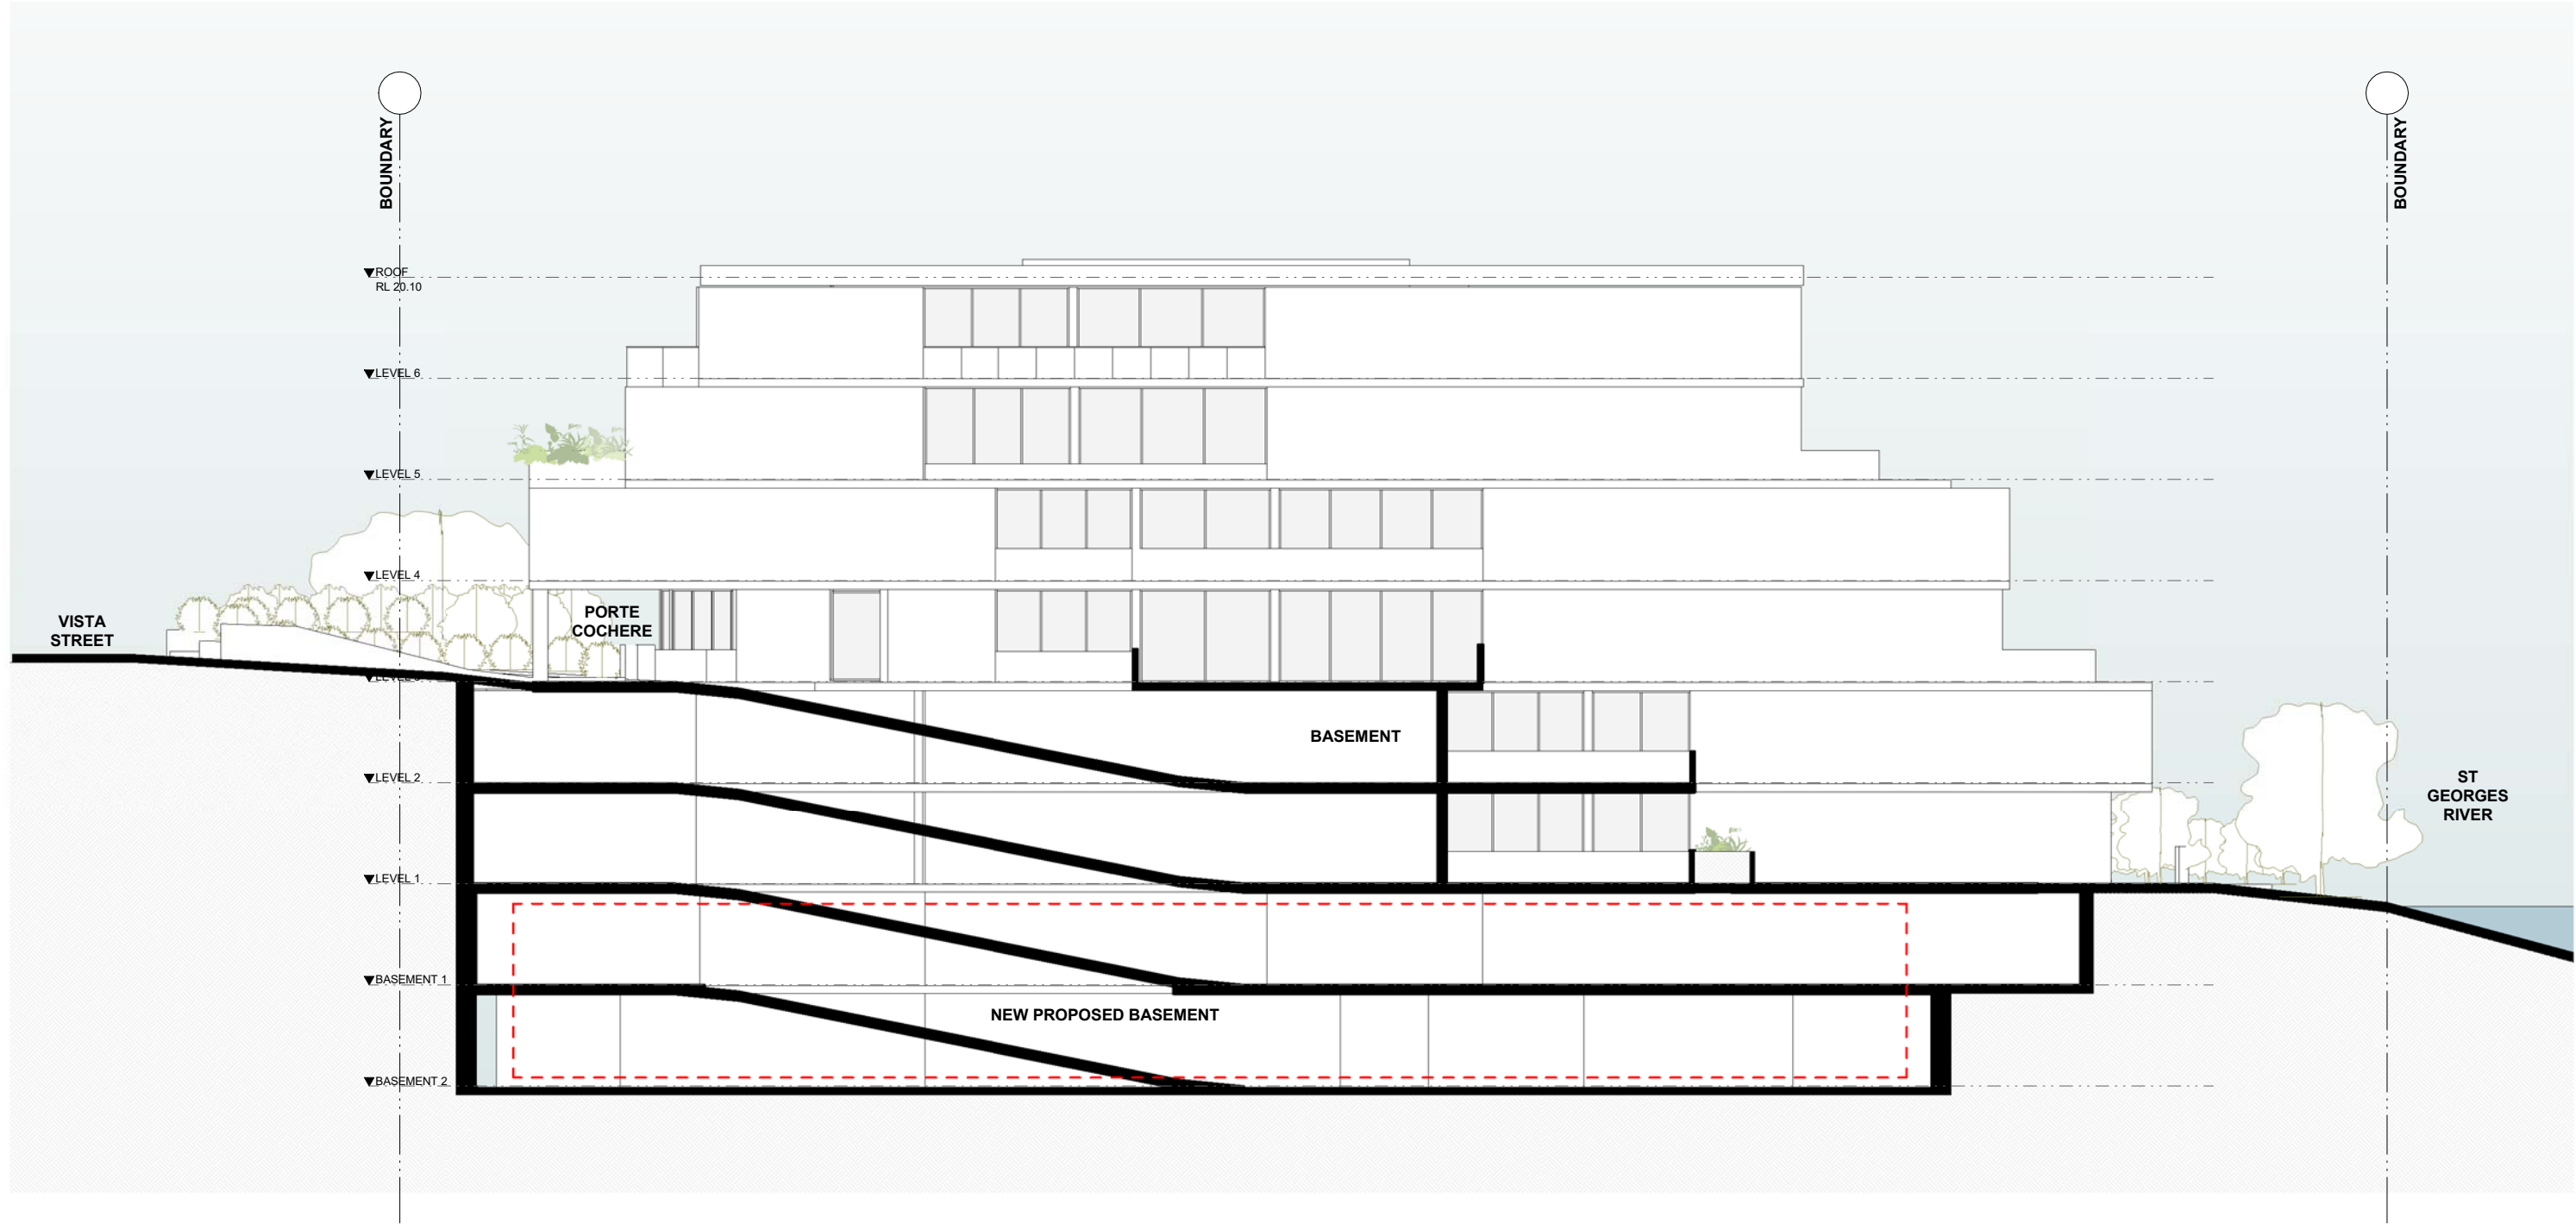 BOUNDARY
BOUNDARY
ROOF
RL 20.10
LEVEL 6
LEVEL 5
LEVEL 4
VISTA
STREET
PORTE
COCHERE
BASEMENT
LEVEL 2
ST
GEORGES
RIVER
LEVEL 1
BASEMENT 1
NEW PROPOSED BASEMENT
BASEMENT 2